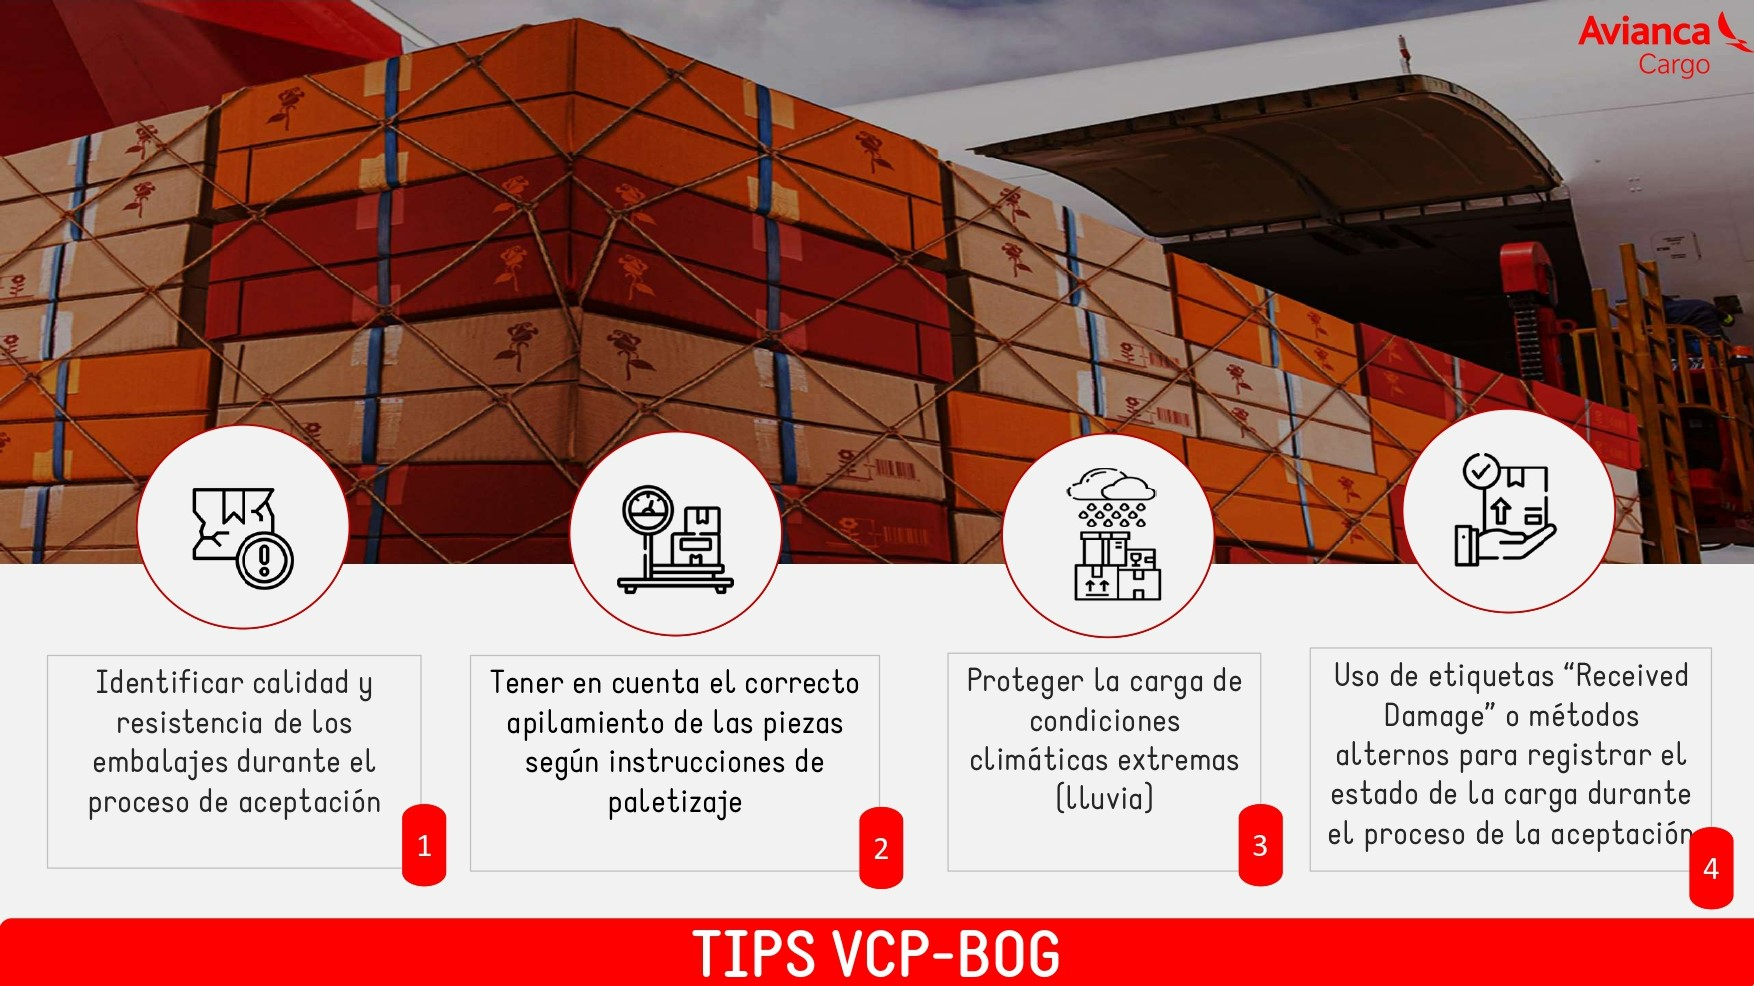 Avianca
Cargo
Identificar calidad y
resistencia de los
embalajes durante el
proceso de aceptación
1
Tener en cuenta el correcto
apilamiento de las piezas
según instrucciones de
paletizaje
2
Proteger la carga de
condiciones
climáticas extremas
(lluvia)
3
Uso de etiquetas “Received
Damage” o métodos
alternos para registrar el
estado de la carga durante
el proceso de la aceptación
4
TIPS VCP-BOG